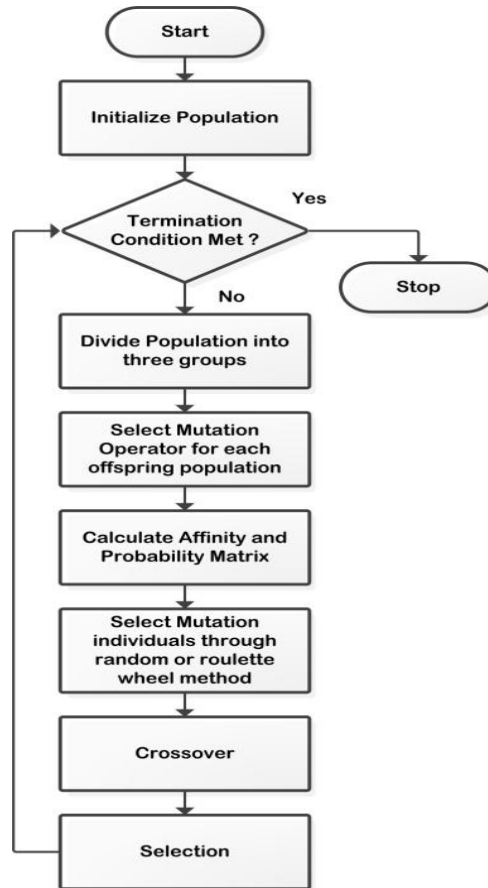 Start
Initialize Population
Termination
Condition Met ?
Yes
Stop
No
Divide Population into
three groups
Select Mutation
Operator for each
offspring population
Calculate Affinity and
Probability Matrix
Select Mutation
individuals through
random or roulette
wheel method
Crossover
Selection